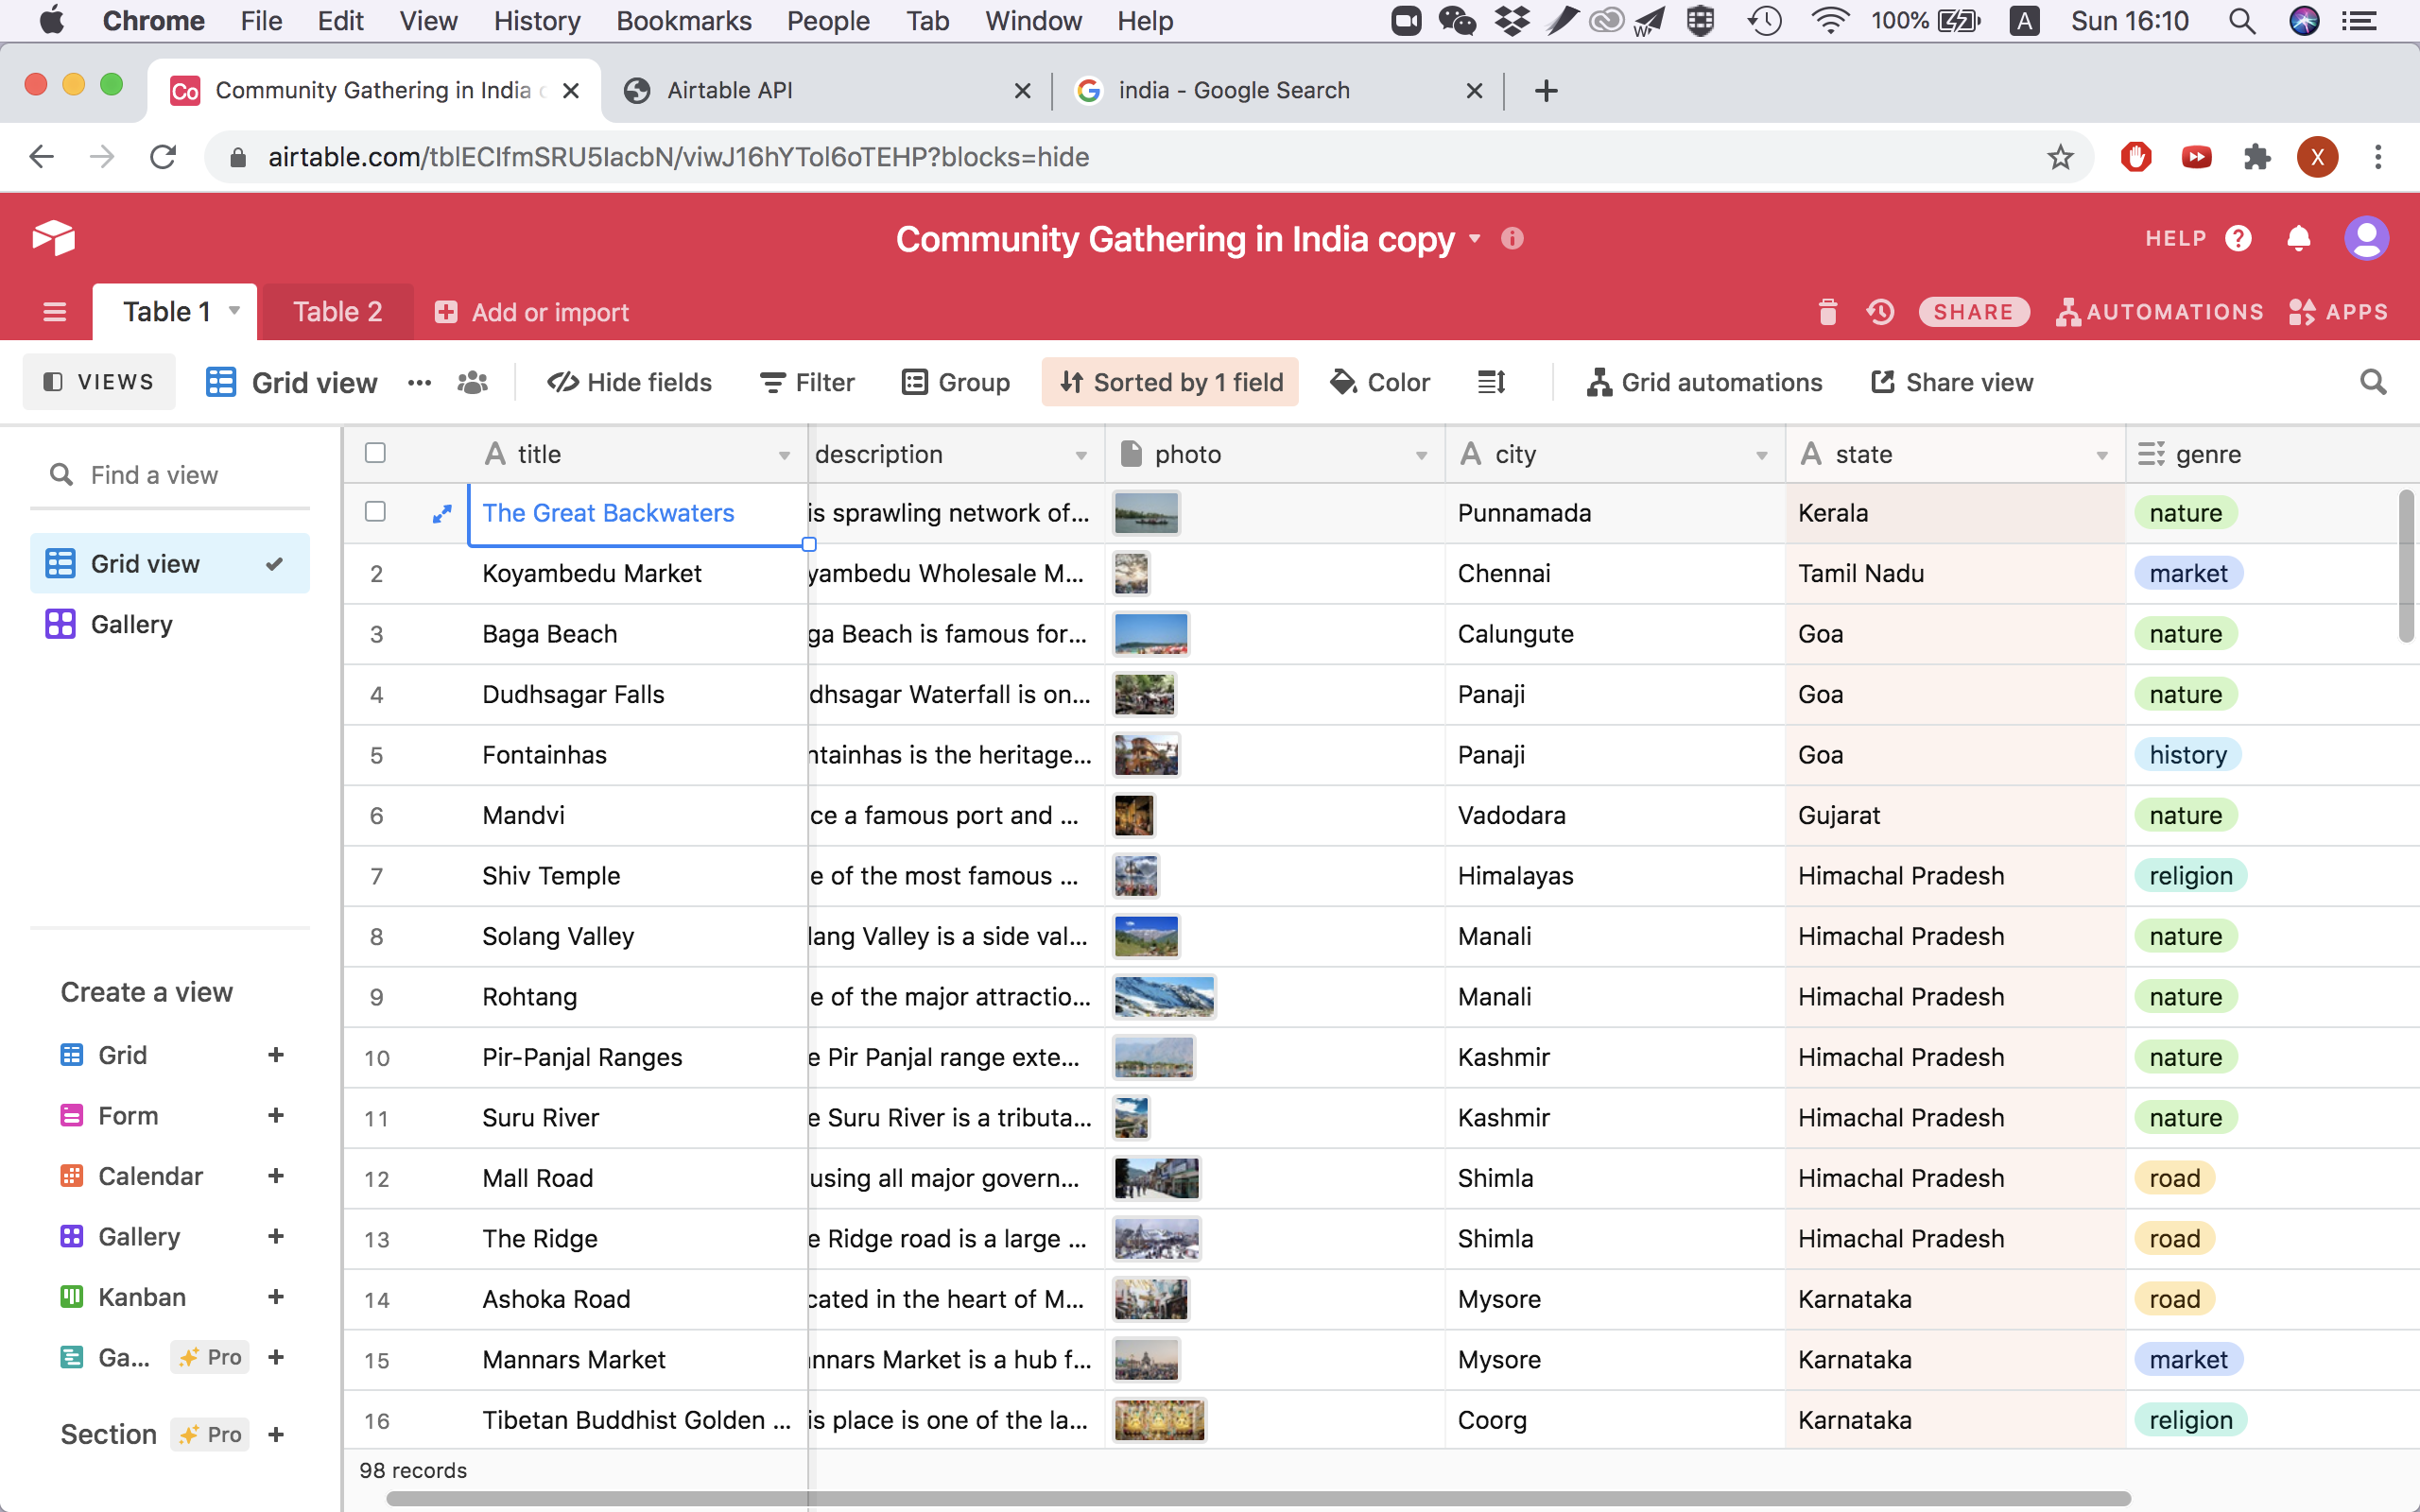 Chrome File Edit View History Bookmarks People Tab Window Help 100% A Sun 16:10
Co Community Gathering in India Airtable API india - Google Search
airtable.com/tblECIfmSRU5IacbN/viwJ16hYTol6oTEHP?blocks=hide X
Community Gathering in India copy HELP
Table 1 Table 2 Add or import SHARE AUTOMATIONS APPS
VIEWS Grid view Hide fields Filter Group Sorted by 1 field Color Grid automations Share view
Find a view
Grid view
Gallery
Create a view
Grid
Form
Calendar
Gallery
Kanban
Ga... Pro
Section Pro
title description photo city state genre
The Great Backwaters is sprawling network of... Punnamada Kerala nature
2 Koyambedu Market yambedu Wholesale M... Chennai Tamil Nadu market
3 Baga Beach ga Beach is famous for... Calungute Goa nature
4 Dudhsagar Falls dhsagar Waterfall is on... Panaji Goa nature
5 Fontainhas ntainhas is the heritage... Panaji Goa history
6 Mandvi ce a famous port and ... Vadodara Gujarat nature
7 Shiv Temple e of the most famous ... Himalayas Himachal Pradesh religion
8 Solang Valley lang Valley is a side val... Manali Himachal Pradesh nature
9 Rohtang e of the major attractio... Manali Himachal Pradesh nature
10 Pir-Panjal Ranges e Pir Panjal range exte... Kashmir Himachal Pradesh nature
11 Suru River e Suru River is a tributa... Kashmir Himachal Pradesh nature
12 Mall Road using all major govern... Shimla Himachal Pradesh road
13 The Ridge e Ridge road is a large ... Shimla Himachal Pradesh road
14 Ashoka Road cated in the heart of M... Mysore Karnataka road
15 Mannars Market nnars Market is a hub f... Mysore Karnataka market
16 Tibetan Buddhist Golden ... is place is one of the la... Coorg Karnataka religion
98 records